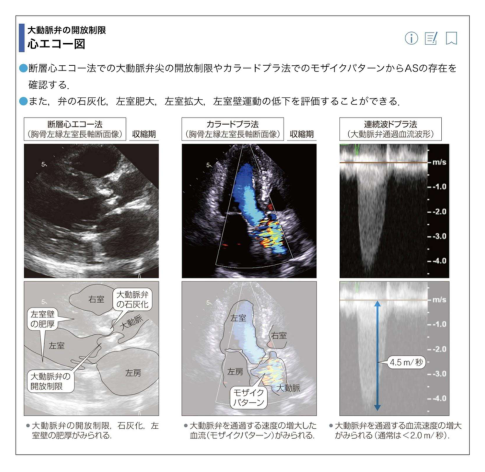 大動脈弁の開放制限
心エコー図
●断層心エコー法での大動脈弁尖の開放制限やカラードプラ法でのモザイクパターンからASの存在を
確認する.
●また, 弁の石灰化, 左室肥大, 左室拡大, 左室壁運動の低下を評価することができる.
断層心エコー法
(胸骨左縁左室長軸断面像) 収縮期
カラードプラ法
(胸骨左縁左室長軸断面像) 収縮期
連続波ドプラ法
(大動脈弁通過血流波形)
5
5
m/s
-1.0
-2.0
-3.0
-4.0
5
右室
大動脈弁
の石灰化
左室壁
の肥厚
大動脈
左室
大動脈弁の
開放制限
左房
5
左室
右室
左房
モザイク
パターン
大動脈
m/s
-1.0
-2.0
-3.0
-4.0
4.5 m/秒
*大動脈弁の開放制限, 石灰化, 左
室壁の肥厚がみられる.
*大動脈弁を通過する速度の増大した
血流(モザイクパターン)がみられる.
*大動脈弁を通過する血流速度の増大
がみられる(通常は<2.0 m/秒).